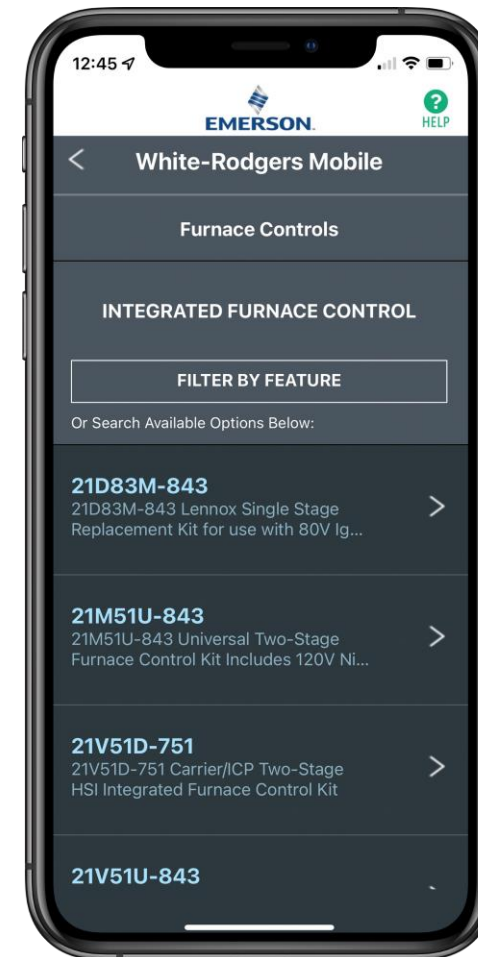 12:45
EMERSON.
HELP
White-Rodgers Mobile
Furnace Controls
INTEGRATED FURNACE CONTROL
FILTER BY FEATURE
Or Search Available Options Below:
21D83M-843
21D83M-843 Lennox Single Stage
Replacement Kit for use with 80V Ig...
21M51U-843
21M51U-843 Universal Two-Stage
Furnace Control Kit Includes 120V Ni...
21V51D-751
21V51D-751 Carrier/ICP Two-Stage
HSI Integrated Furnace Control Kit
21V51U-843